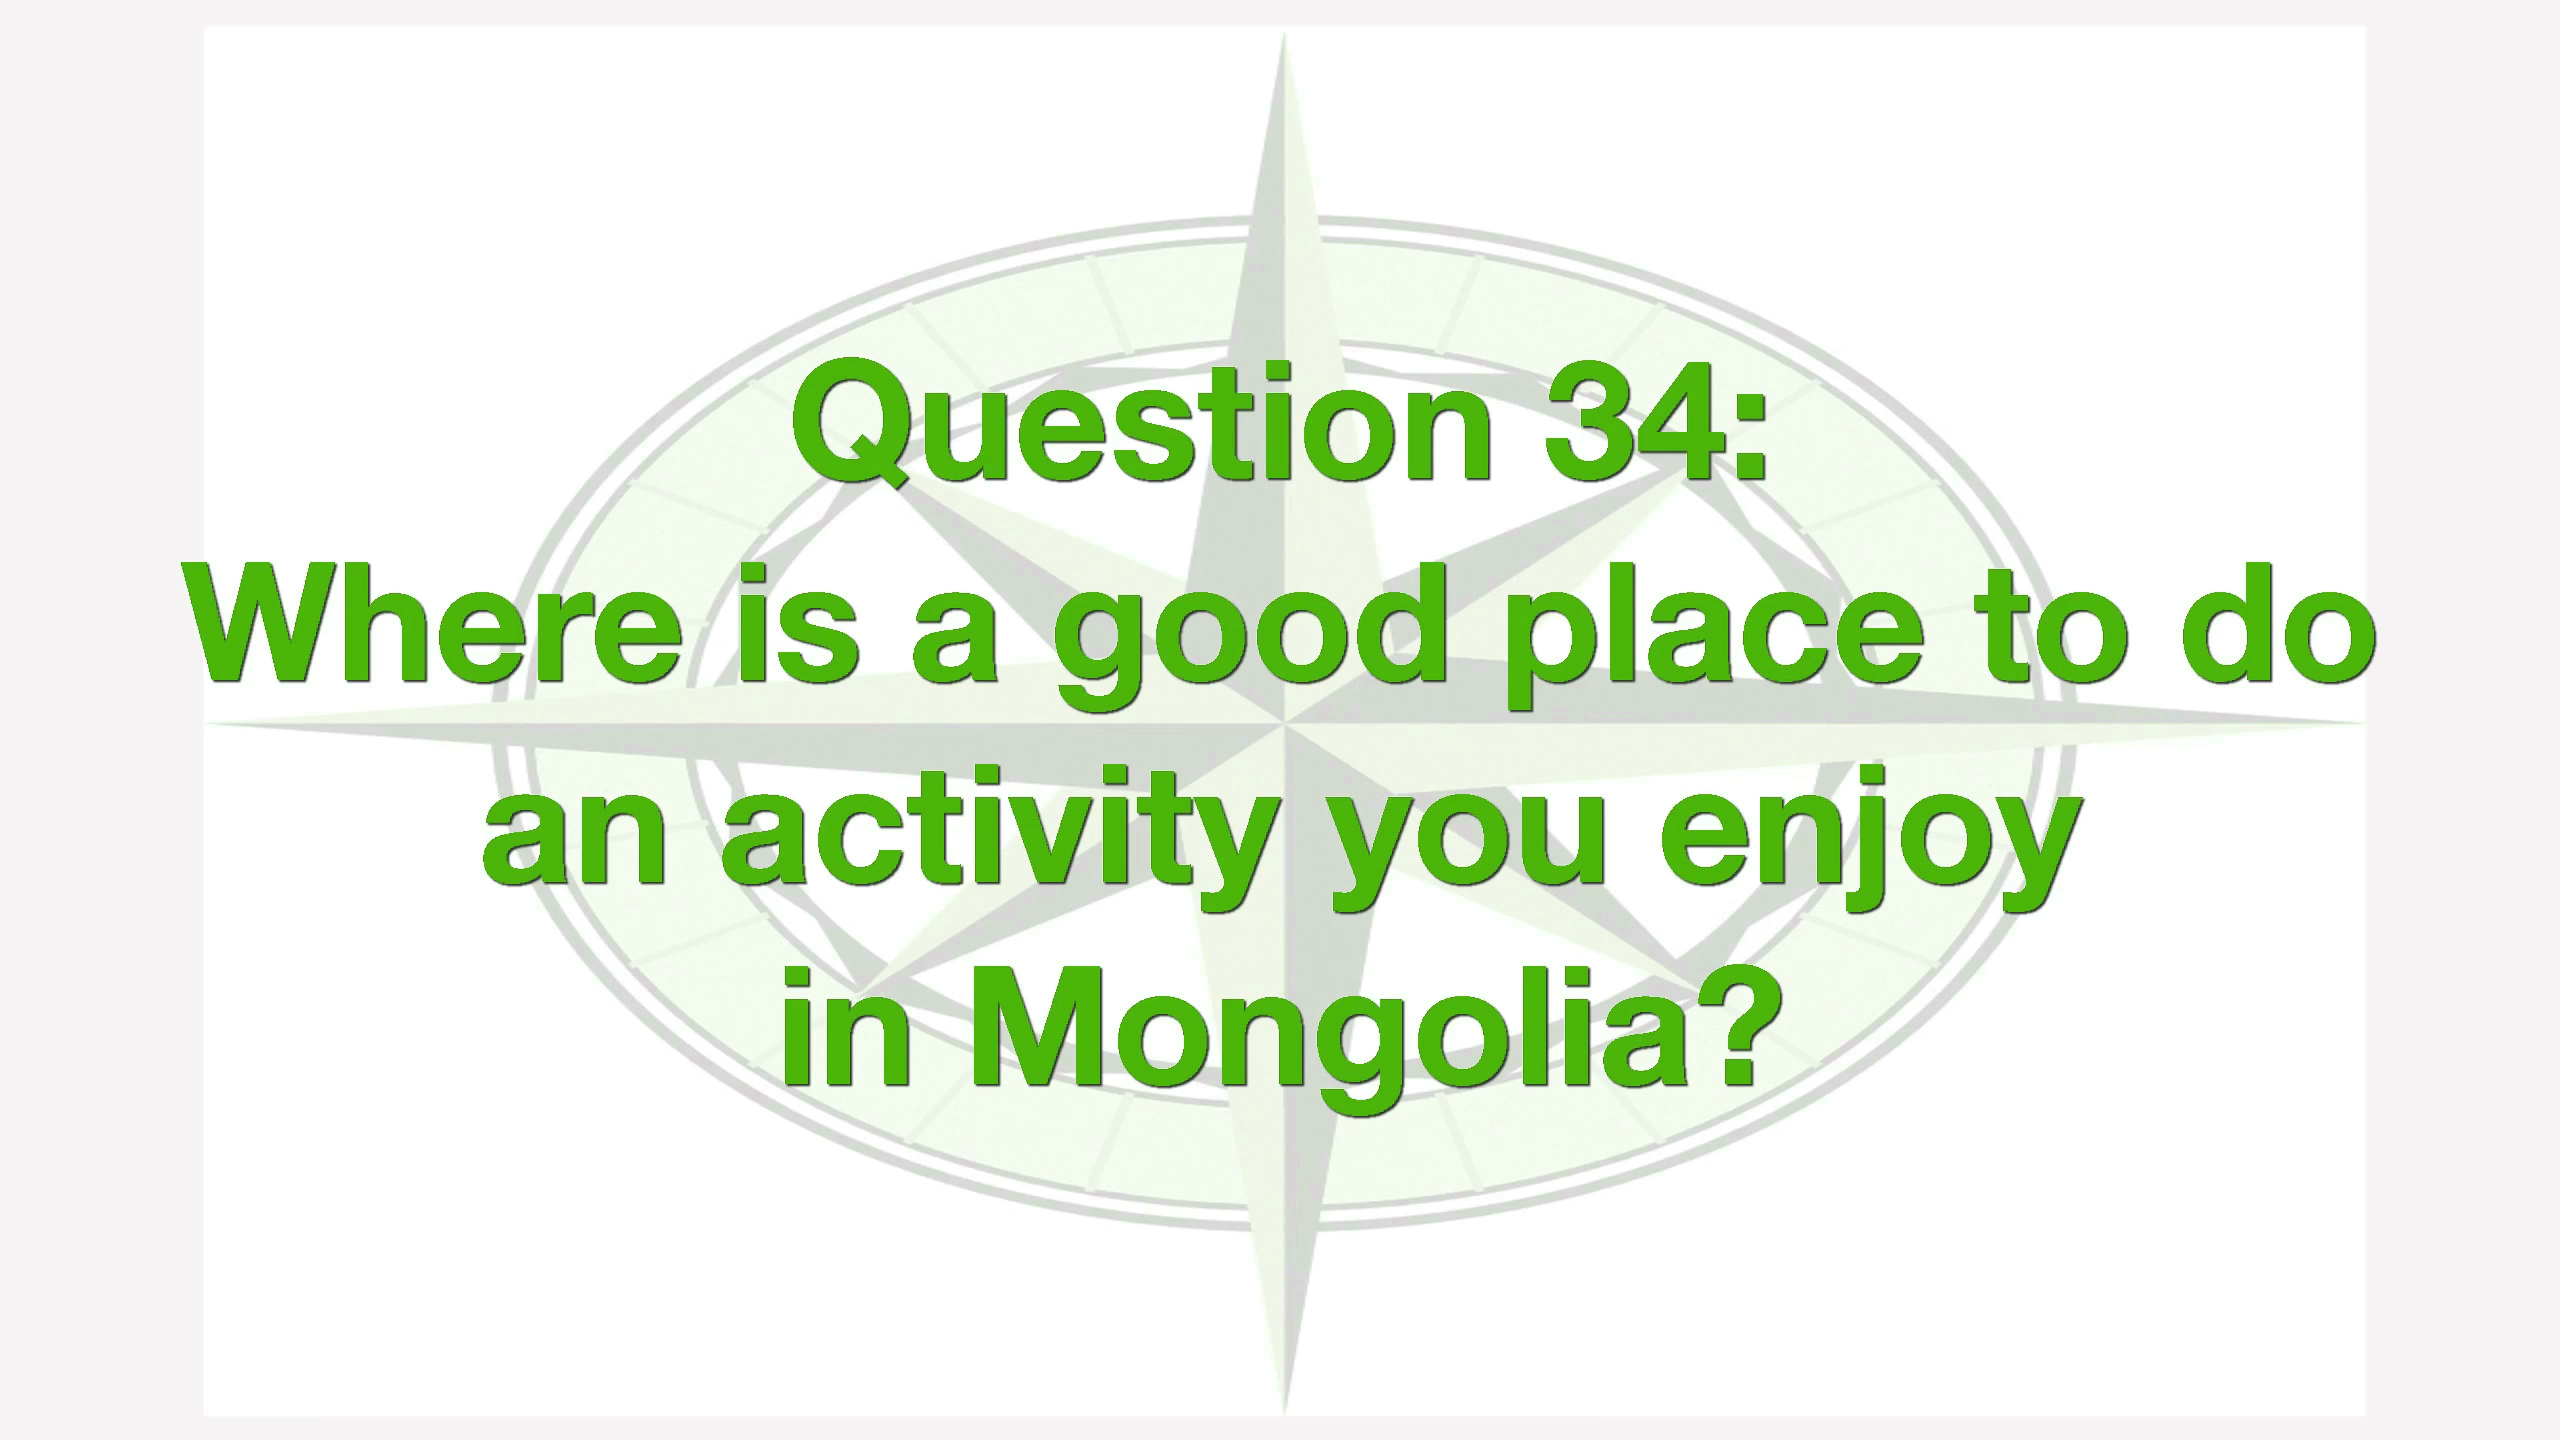 Question 34:
Where is a good place to do
an activity you enjoy
in Mongolia?